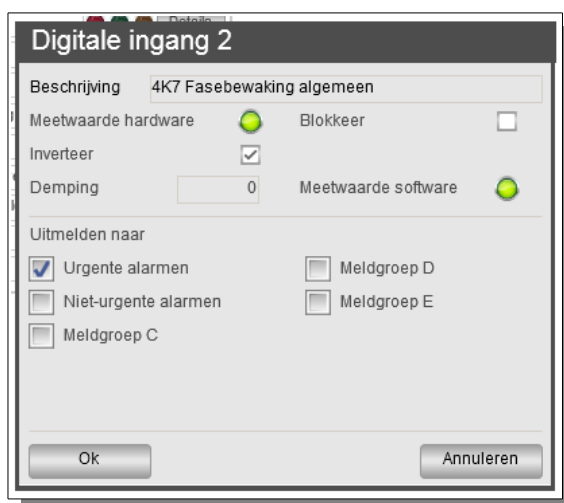 Details
Digitale ingang 2
Beschrijving 4K7 Fasebewaking algemeen
Meetwaarde hardware Blokkeer
Inverteer
Demping 0 Meetwaarde software
Uitmelden naar
Urgente alarmen Meldgroep D
Niet-urgente alarmen Meldgroep E
Meldgroep C
Ok Annuleren